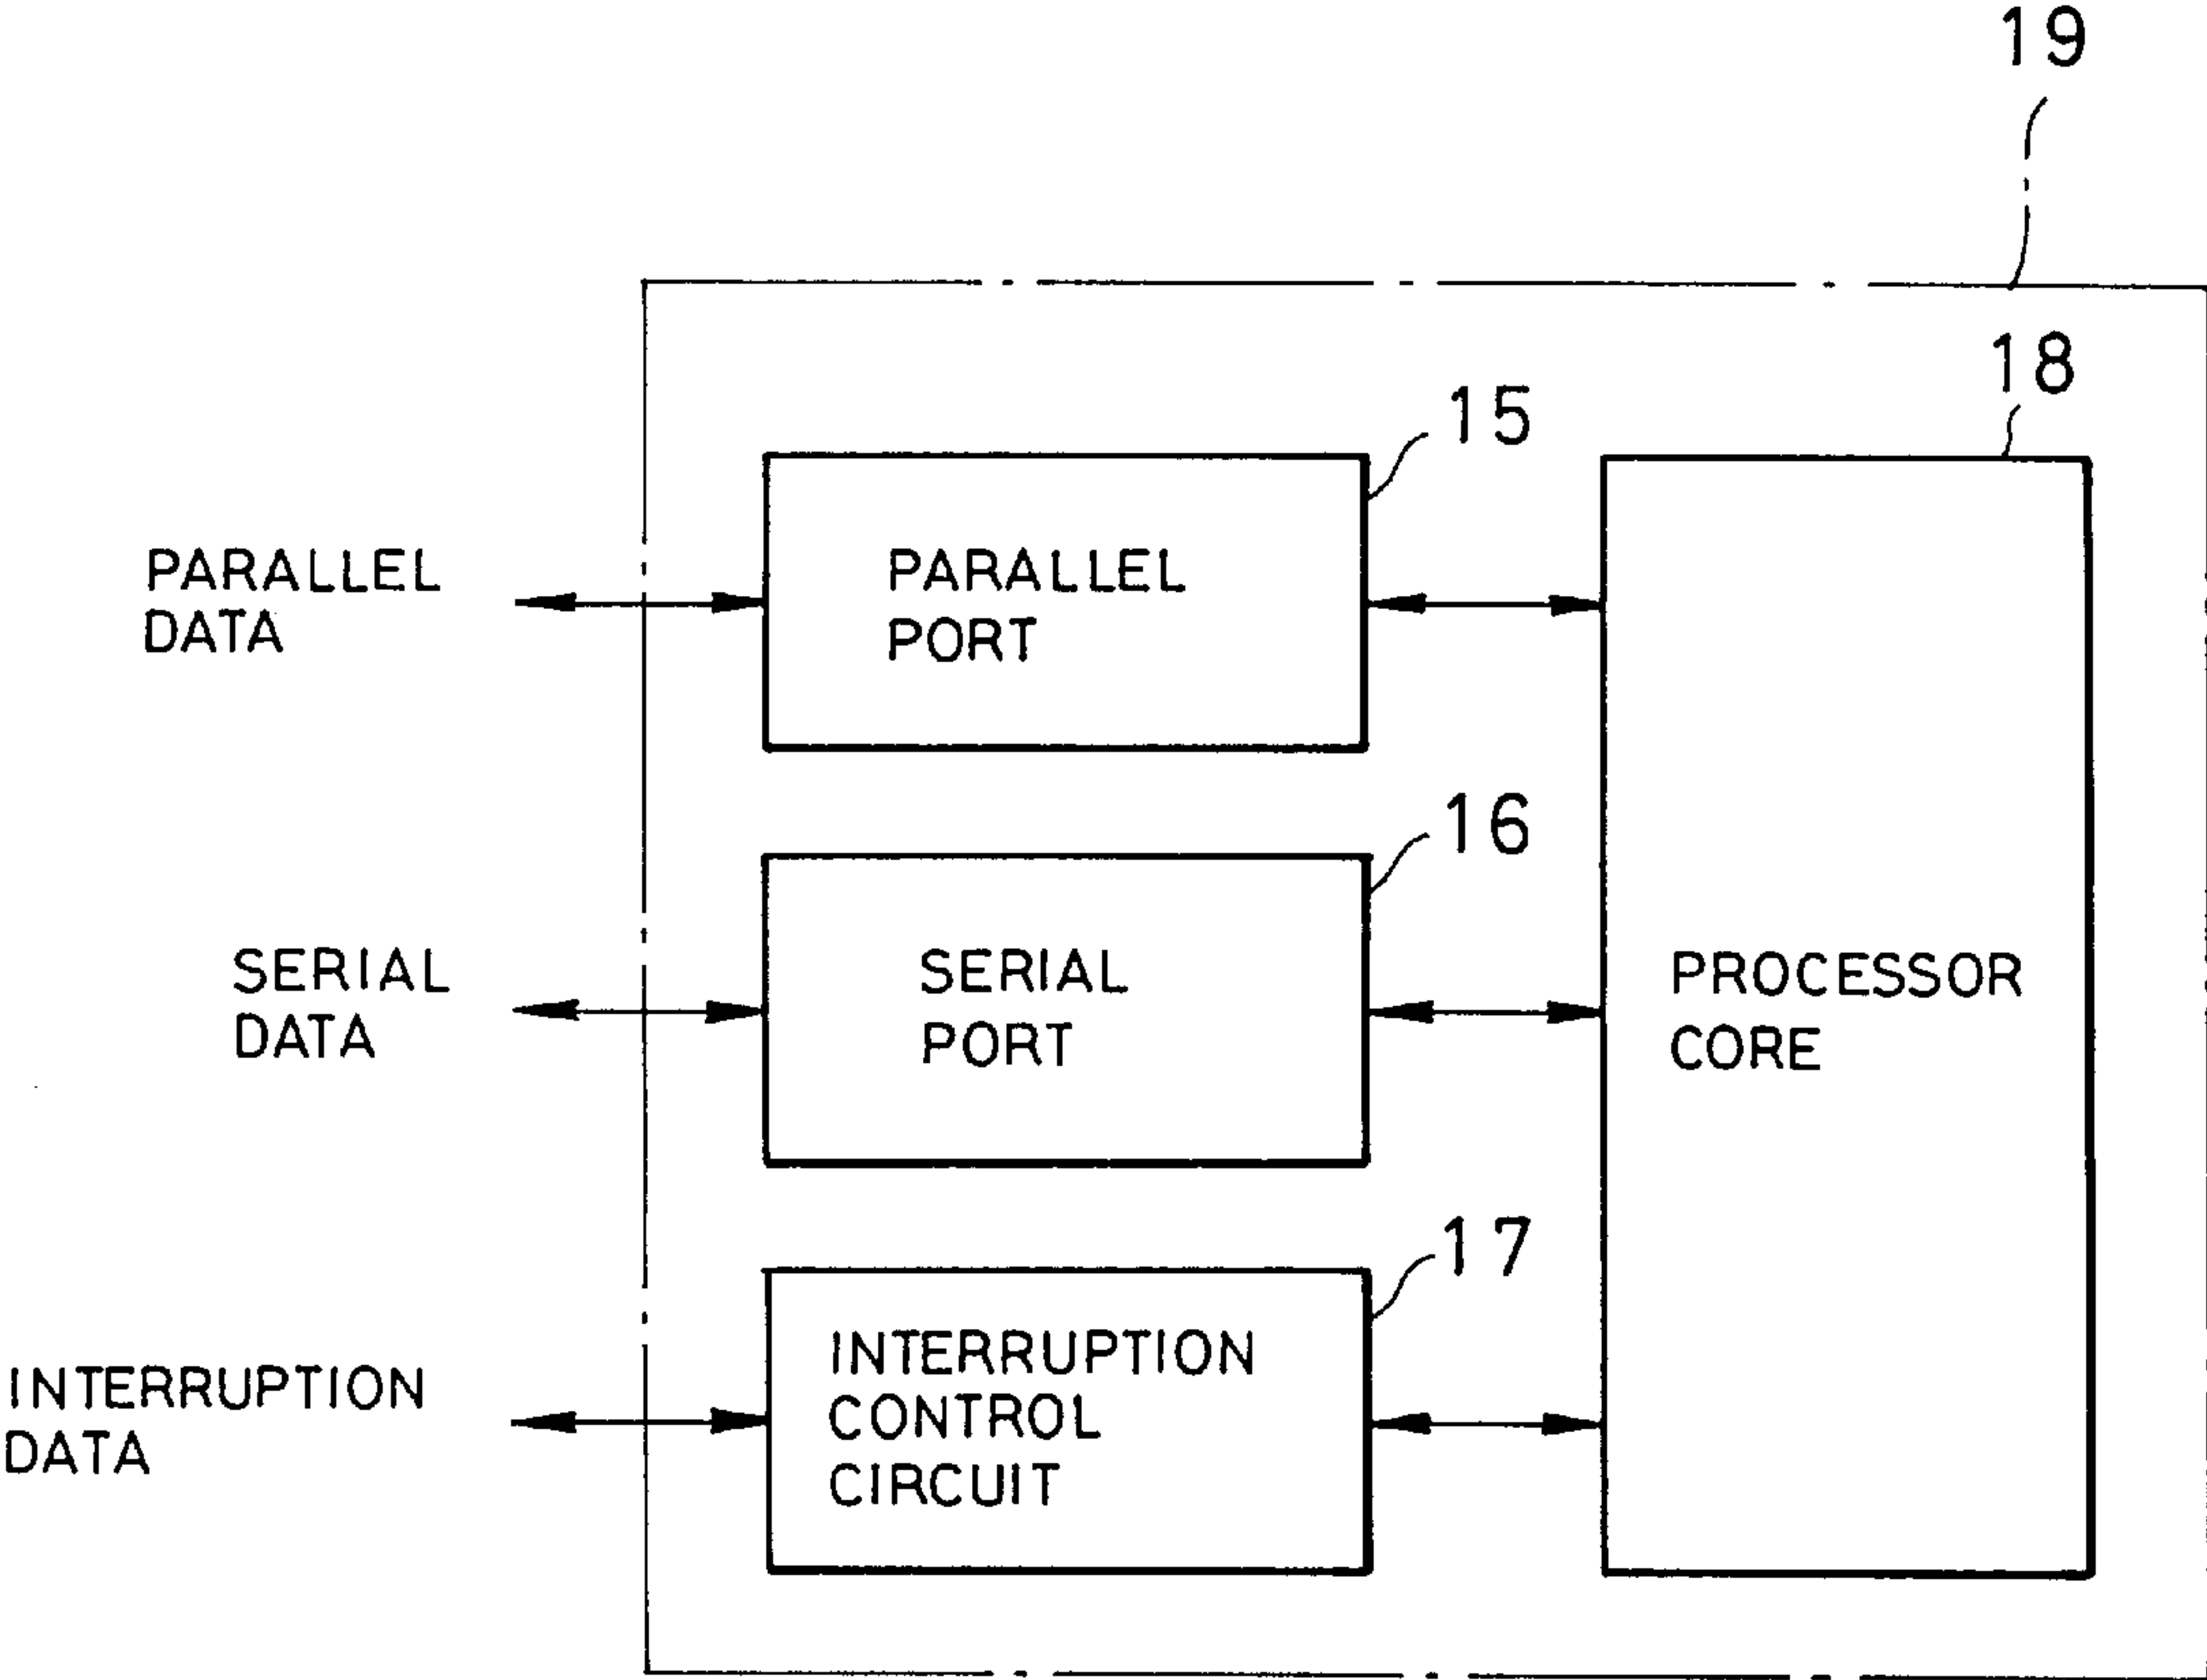 19
18
15
PARALLEL
DATA
PARALLEL
PORT
16
SERIAL
DATA
SERIAL
PORT
PROCESSOR
CORE
17
INTERRUPTION
DATA
INTERRUPTION
CONTROL
CIRCUIT